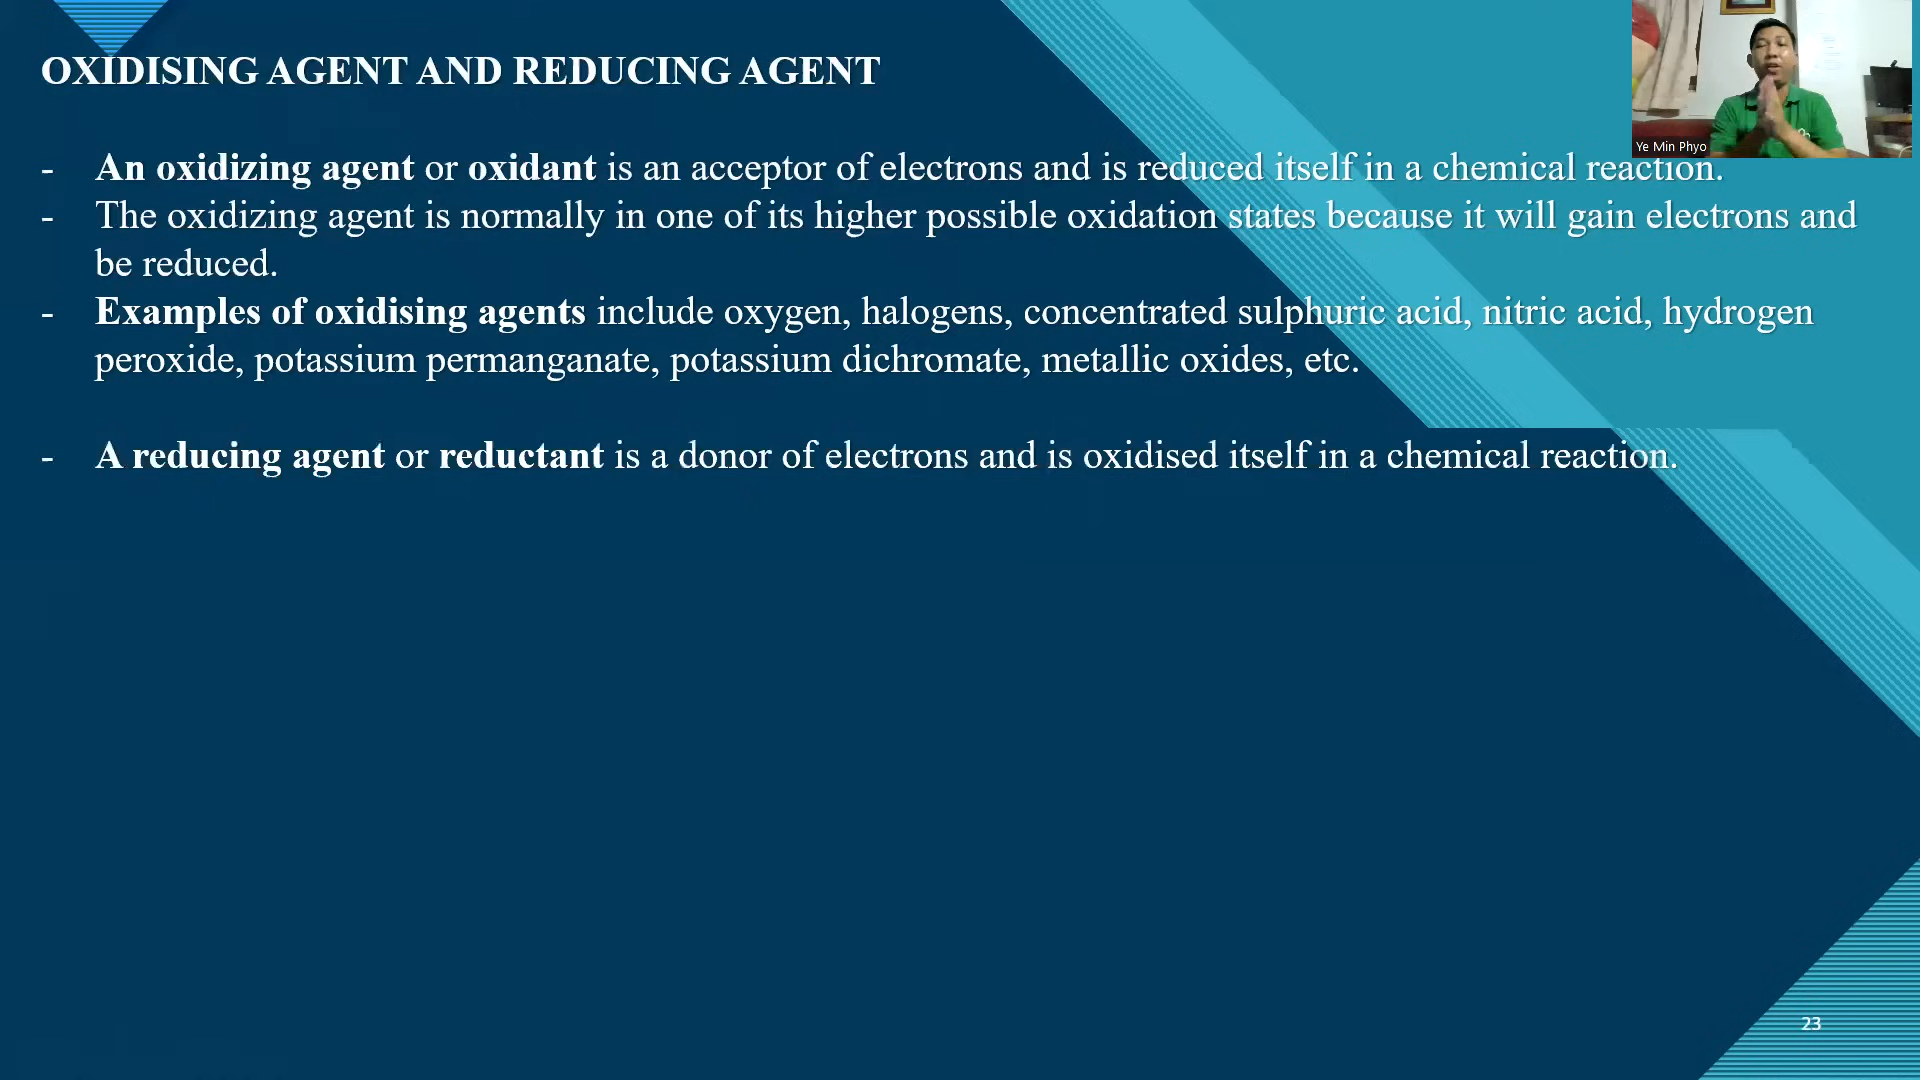 OXIDISING AGENT AND REDUCING AGENT
Ye Min Phyo
- An oxidizing agent or oxidant is an acceptor of electrons and is reduced itself in a chemical reaction.
- The oxidizing agent is normally in one of its higher possible oxidation states because it will gain electrons and
be reduced.
- Examples of oxidising agents include oxygen, halogens, concentrated sulphuric acid, nitric acid, hydrogen
peroxide, potassium permanganate, potassium dichromate, metallic oxides, etc.
- A reducing agent or reductant is a donor of electrons and is oxidised itself in a chemical reaction.
23